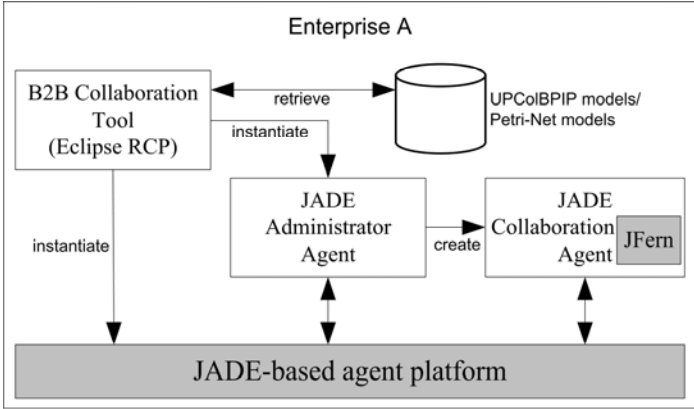 Enterprise A
B2B Collaboration
Tool
(Eclipse RCP)
retrieve
UPColBPIP models/
Petri-Net models
instantiate
JADE
Administrator
Agent
create
JADE
Collaboration
Agent
JFern
instantiate
JADE-based agent platform